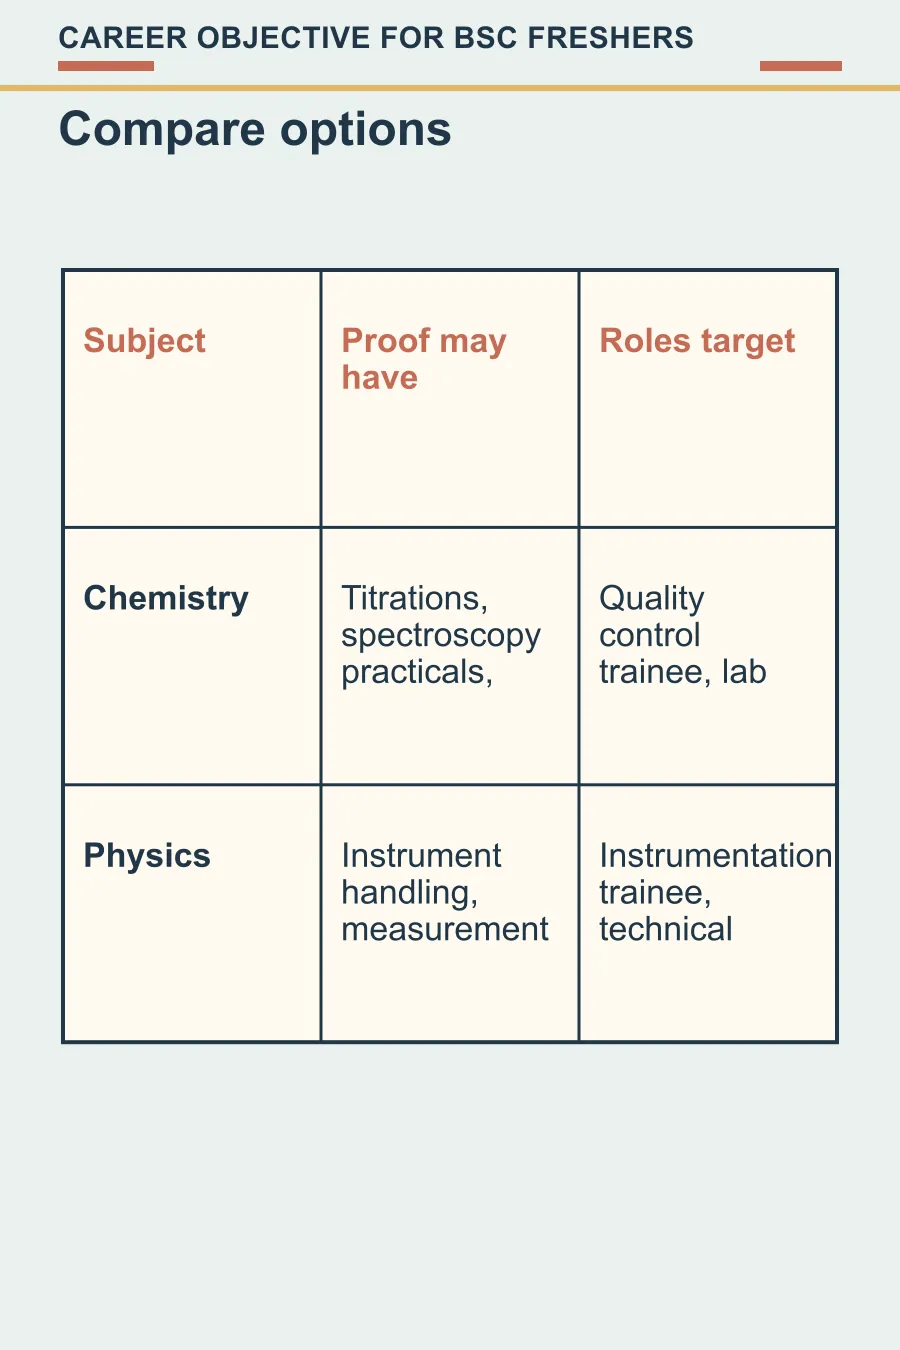 CAREER OBJECTIVE FOR BSC FRESHERS
Compare options
Subject
Proof may
have
Roles target
Chemistry
Titrations,
spectroscopy
practicals,
Quality
control
trainee, lab
Physics
Instrument
handling,
measurement
Instrumentation
trainee,
technical